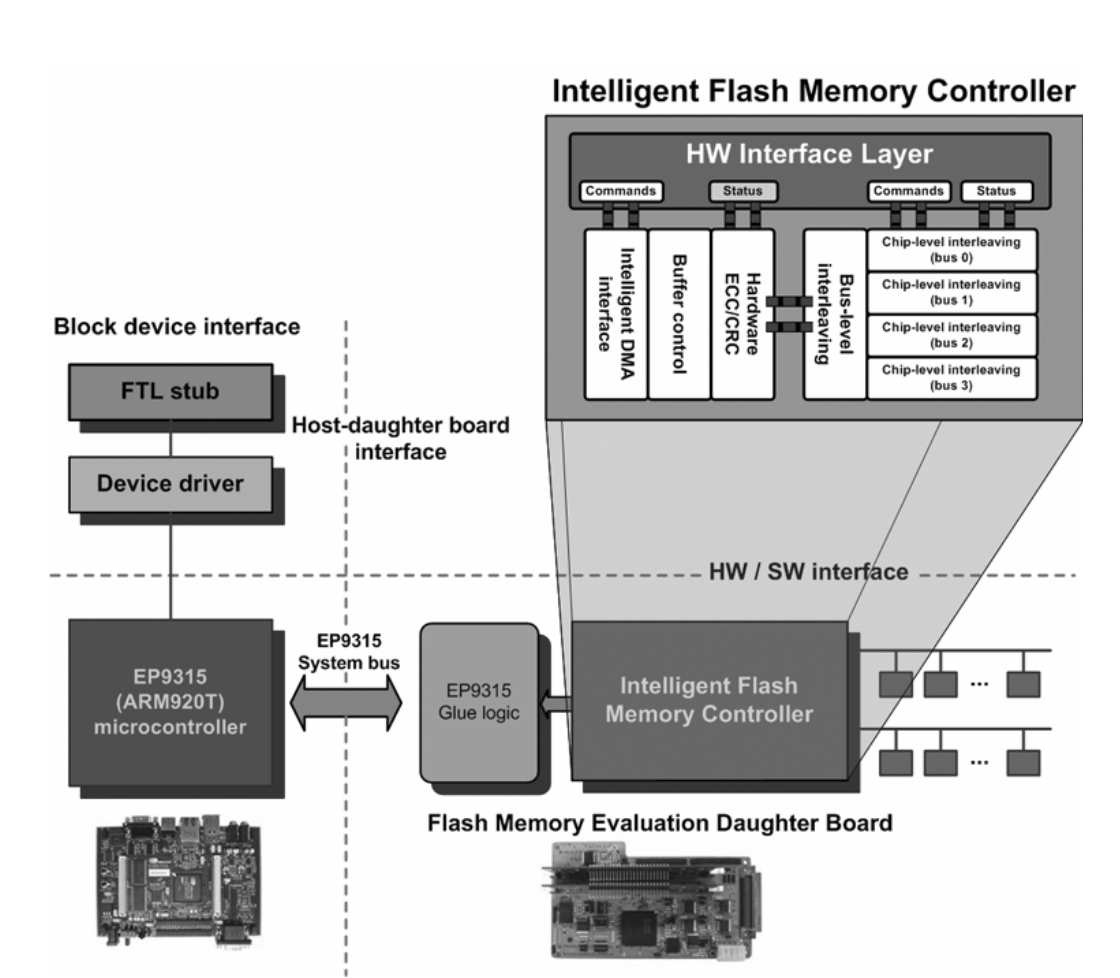 Intelligent Flash Memory Controller
HW Interface Layer
Commands
Status
Commands
Status
Intelligent DMA
interface
Buffer control
Hardware
ECC/CRC
Bus-level
interleaving
Chip-level interleaving
(bus 0)
Chip-level interleaving
(bus 1)
Chip-level interleaving
(bus 2)
Chip-level interleaving
(bus 3)
Block device interface
FTL stub
Host-daughter board
interface
Device driver
HW / SW interface
EP9315
(ARM920T)
microcontroller
EP9315
System bus
EP9315
Glue logic
Intelligent Flash
Memory Controller
...
...
Flash Memory Evaluation Daughter Board